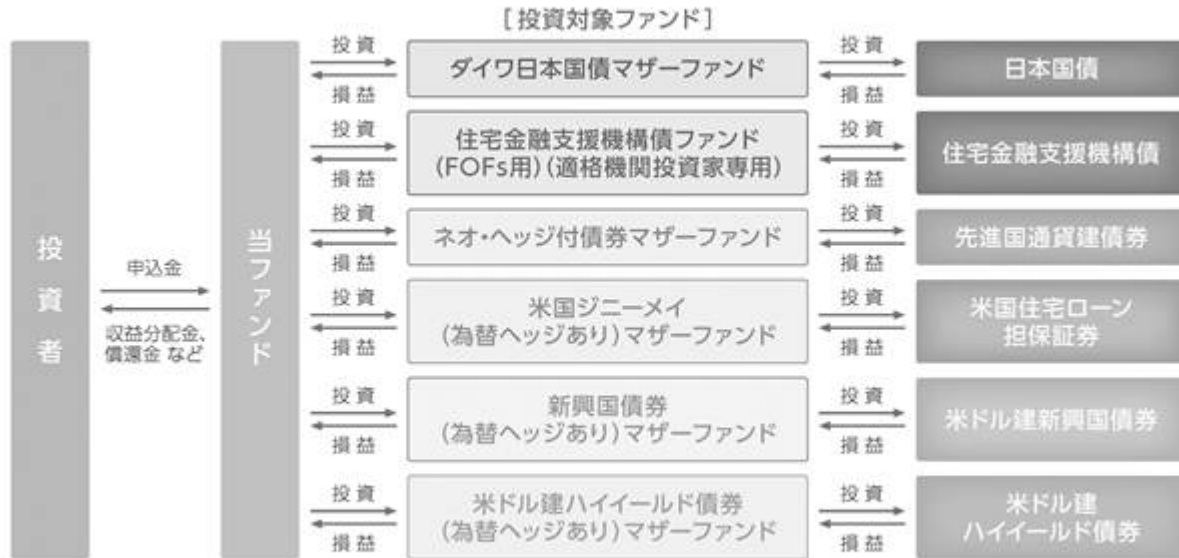 [投資対象ファンド]
投資者
申込金
収益分配金、
償還金 など
当ファンド
投資
損益
ダイワ日本国債マザーファンド
投資
損益
日本国債
投資
損益
住宅金融支援機構債ファンド
(FOFs用)(適格機関投資家専用)
投資
損益
住宅金融支援機構債
投資
損益
ネオ・ヘッジ付債券マザーファンド
投資
損益
先進国通貨建債券
投資
損益
米国ジニーメイ
(為替ヘッジあり)マザーファンド
投資
損益
米国住宅ローン
担保証券
投資
損益
新興国債券
(為替ヘッジあり)マザーファンド
投資
損益
米ドル建新興国債券
投資
損益
米ドル建ハイイールド債券
(為替ヘッジあり)マザーファンド
投資
損益
米ドル建
ハイイールド債券